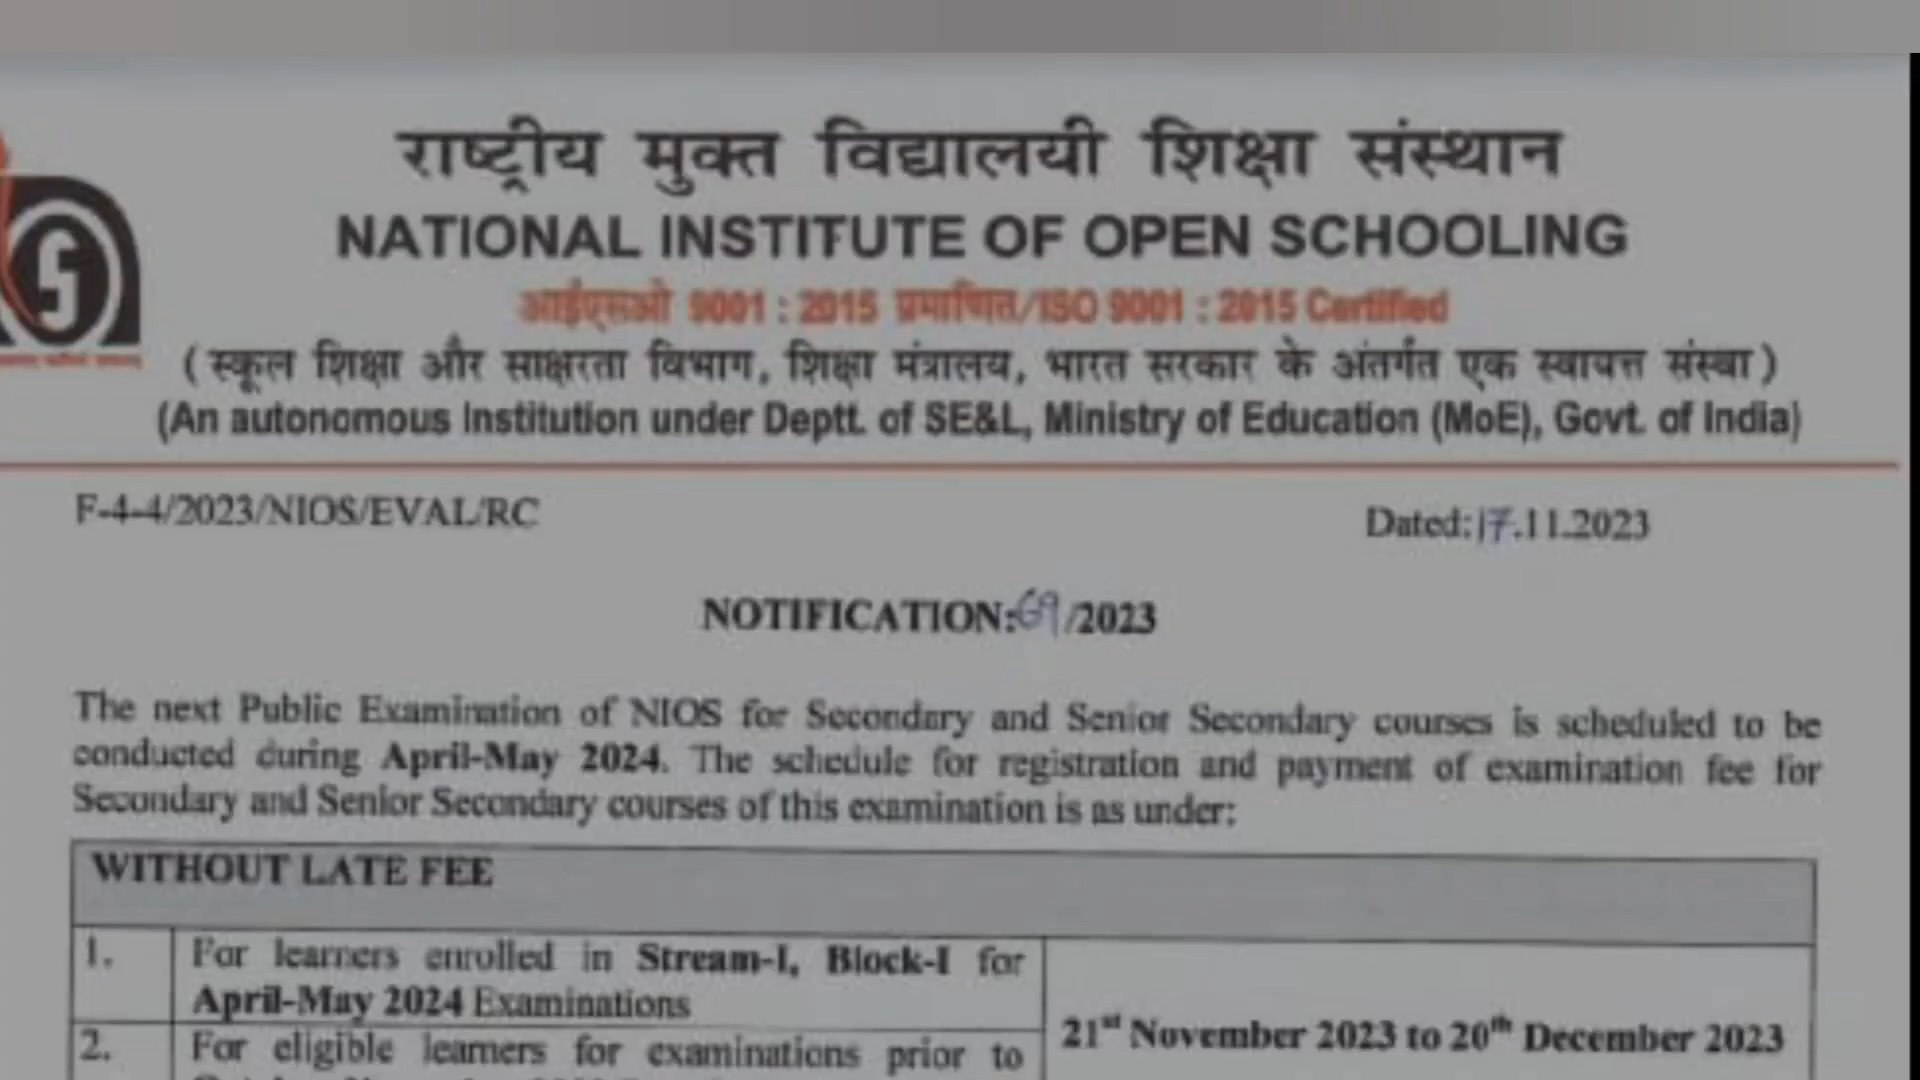 राष्ट्रीय मुक्त विद्यालयी शिक्षा संस्थान
NATIONAL INSTITUTE OF OPEN SCHOOLING
आईएसओ 9001 : 2015 प्रमाणित/ISO 9001 : 2015 Certified
( स्कूल शिक्षा और साक्षरता विभाग, शिक्षा मंत्रालय, भारत सरकार के अंतर्गत एक स्वायत्त संस्था )
(An autonomous Institution under Deptt. of SE&L, Ministry of Education (MoE), Govt. of India)
F-4-4/2023/NIOS/EVAL/RC
Dated:17.11.2023
NOTIFICATION:69/2023
The next Public Examination of NIOS for Secondary and Senior Secondary courses is scheduled to be
conducted during April-May 2024. The schedule for registration and payment of examination fee for
Secondary and Senior Secondary courses of this examination is as under:
WITHOUT LATE FEE
1. For learners enrolled in Stream-I, Block-I for
April-May 2024 Examinations
21st November 2023 to 20th December 2023
2. For eligible learners for examinations prior to